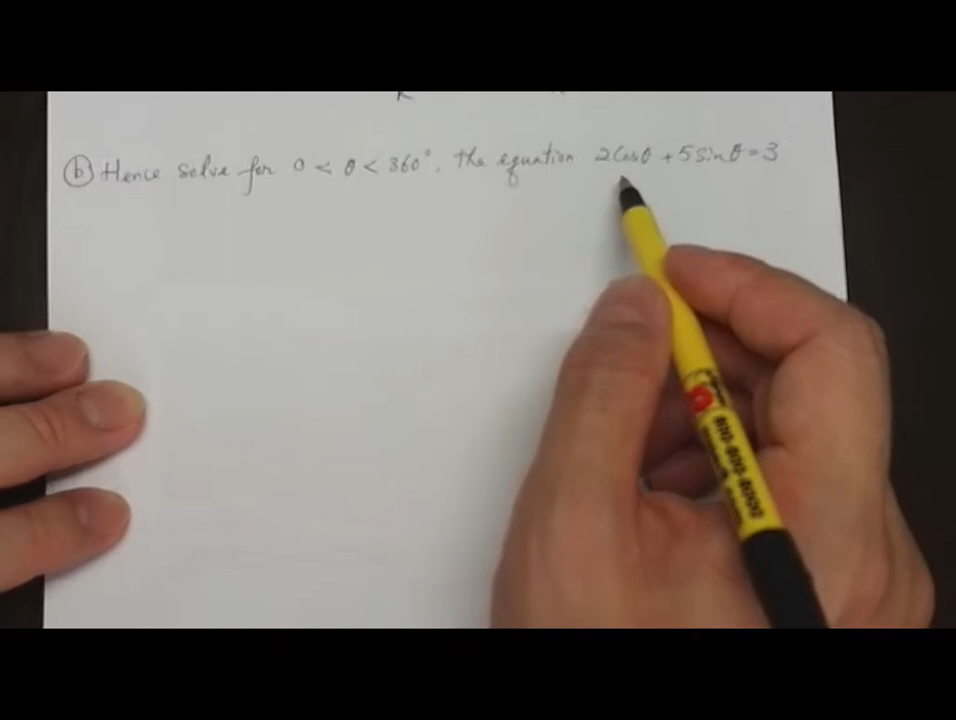 (b) Hence solve for 0 < θ < 360°, the equation 2Cosθ + 5Sinθ = 3